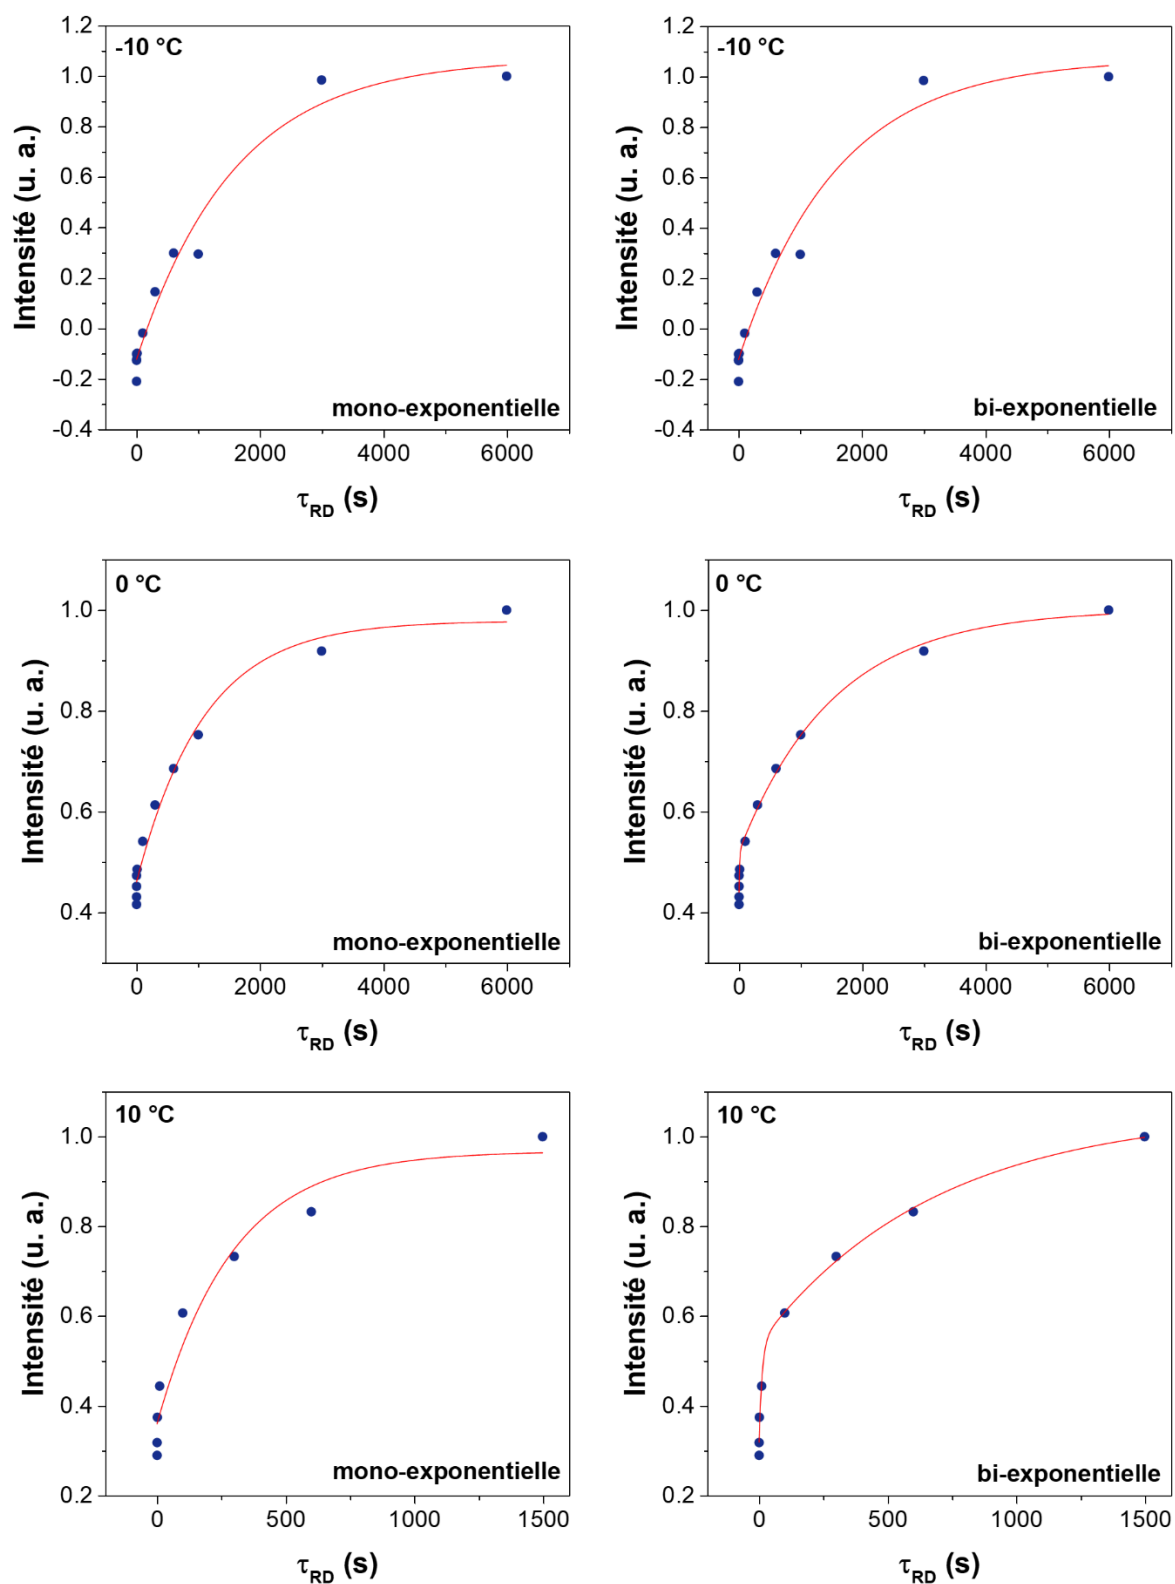 -10 °C
1.2
1.0
0.8
0.6
0.4
0.2
0.0
-0.2
-0.4
Intensité (u. a.)
mono-exponentielle
0 2000 4000 6000
τRD (s)
-10 °C
1.2
1.0
0.8
0.6
0.4
0.2
0.0
-0.2
-0.4
Intensité (u. a.)
bi-exponentielle
0 2000 4000 6000
τRD (s)
0 °C
1.0
0.8
0.6
0.4
Intensité (u. a.)
mono-exponentielle
0 2000 4000 6000
τRD (s)
0 °C
1.0
0.8
0.6
0.4
Intensité (u. a.)
bi-exponentielle
0 2000 4000 6000
τRD (s)
10 °C
1.0
0.8
0.6
0.4
0.2
Intensité (u. a.)
mono-exponentielle
0 500 1000 1500
τRD (s)
10 °C
1.0
0.8
0.6
0.4
0.2
Intensité (u. a.)
bi-exponentielle
0 500 1000 1500
τRD (s)